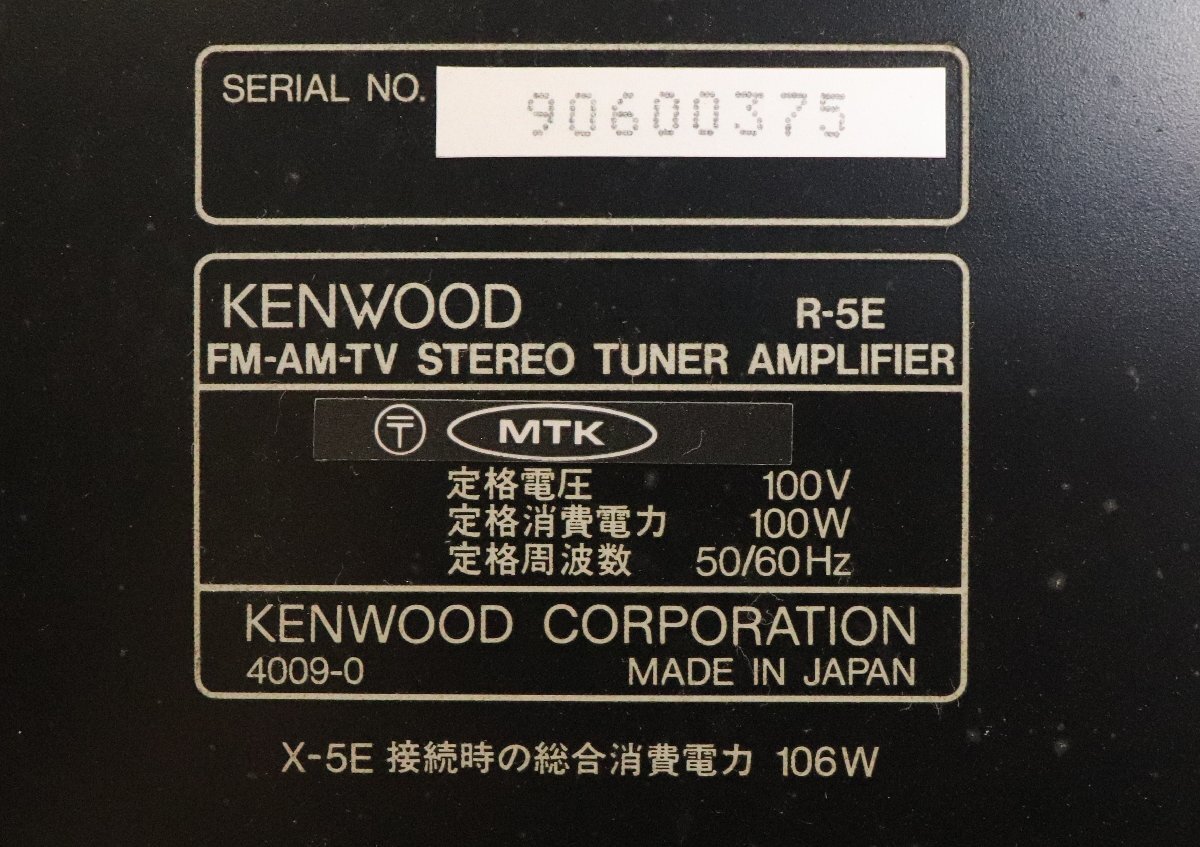 SERIAL NO. 90600375
KENWOOD R-5E
FM-AM-TV STEREO TUNER AMPLIFIER
〶 MTK
定格電圧 100V
定格消費電力 100W
定格周波数 50/60Hz
KENWOOD CORPORATION
4009-0 MADE IN JAPAN
X-5E 接続時の総合消費電力 106W